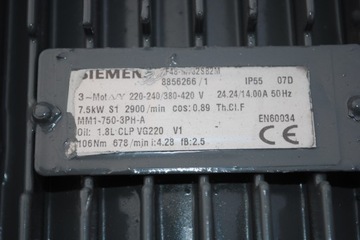 SIEMENS
8856266 / 1 IP55 07D
3~Mot 220-240/380-420 V 24.24/14.00A 50Hz
7.5kW S1 2900/min cos: 0.89 Th.Cl.F
MM1-750-3PH-A EN60034
Oil: 1.8L CLP VG220 V1
106Nm 678/min i:4.28 fB:2.5